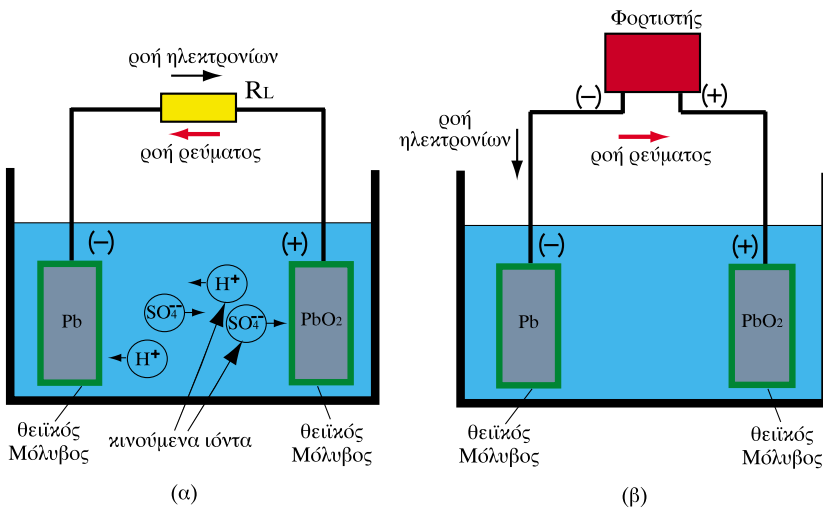 ροή ηλεκτρονίων
RL
ροή ρεύματος
(−)
(+)
Pb
H+
SO4--
SO4--
H+
PbO2
θειϊκός
Μόλυβος
κινούμενα ιόντα
θειϊκός
Μόλυβος
(α)
Φορτιστής
(−)
(+)
ροή
ηλεκτρονίων
ροή ρεύματος
(−)
(+)
Pb
PbO2
θειϊκός
Μόλυβος
θειϊκός
Μόλυβος
(β)